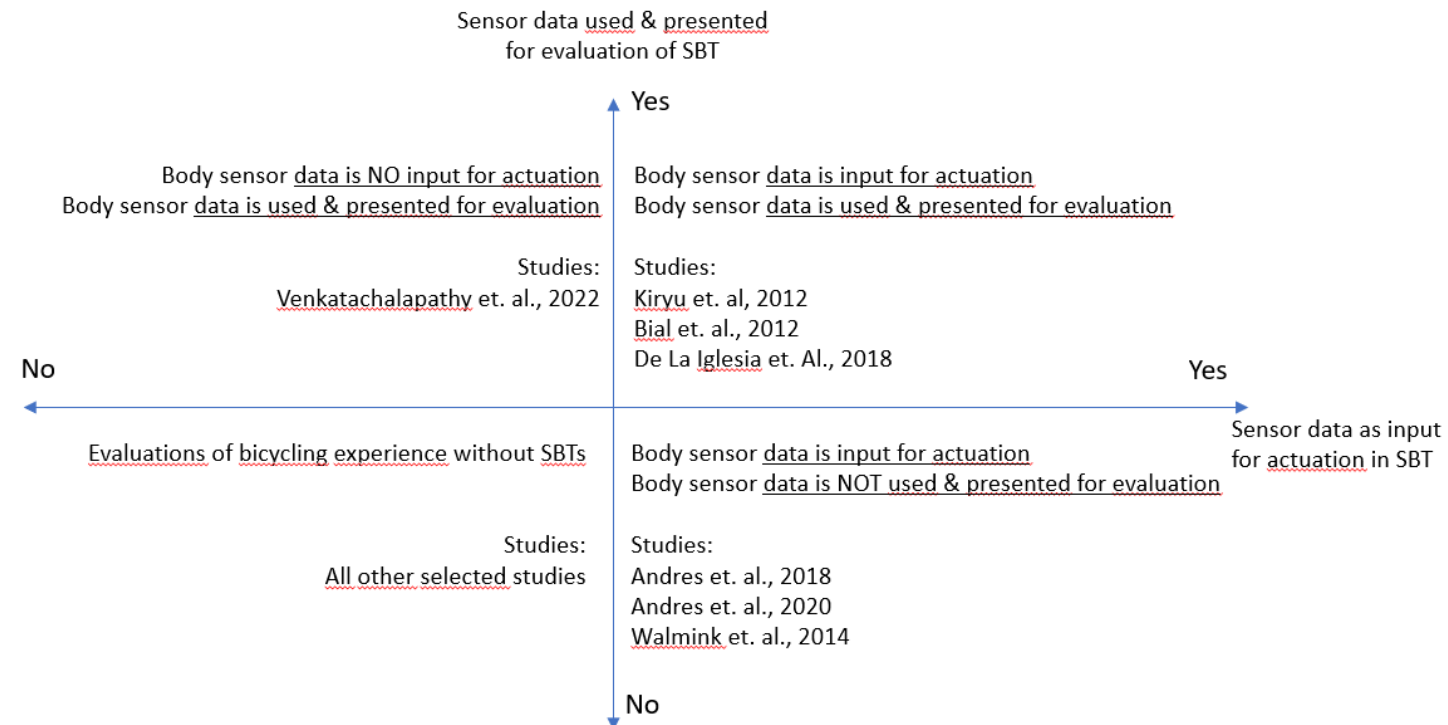 Sensor data used & presented
for evaluation of SBT
Yes
Body sensor data is NO input for actuation
Body sensor data is used & presented for evaluation
Studies:
Venkatachalapathy et. al., 2022
Body sensor data is input for actuation
Body sensor data is used & presented for evaluation
Studies:
Kiryu et. al, 2012
Bial et. al., 2012
De La Iglesia et. Al., 2018
No
Yes
Sensor data as input
for actuation in SBT
Evaluations of bicycling experience without SBTs
Studies:
All other selected studies
Body sensor data is input for actuation
Body sensor data is NOT used & presented for evaluation
Studies:
Andres et. al., 2018
Andres et. al., 2020
Walmink et. al., 2014
No